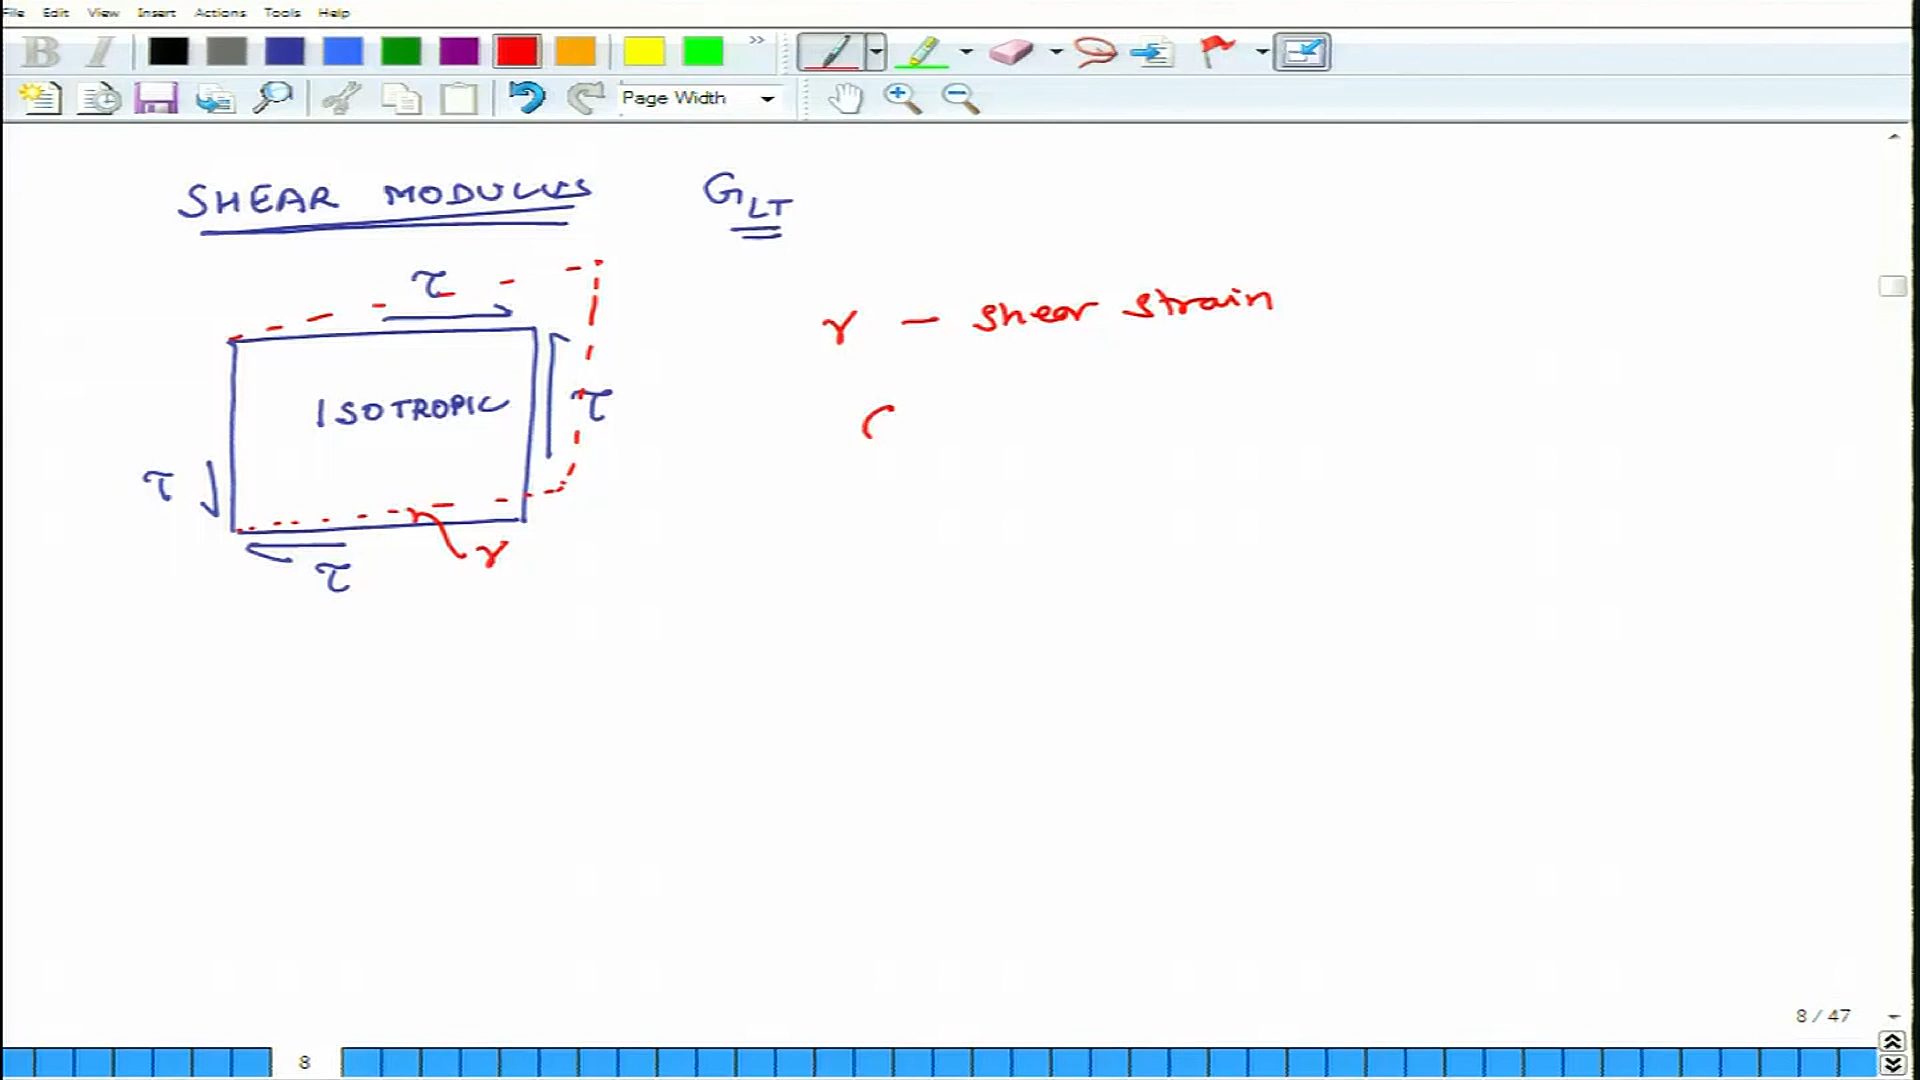 File Edit View Insert Actions Tools Help
B I
Page Width
SHEAR MODULUS G_LT
τ
γ – shear strain
ISOTROPIC τ
(
τ
γ
τ
8 / 47
8